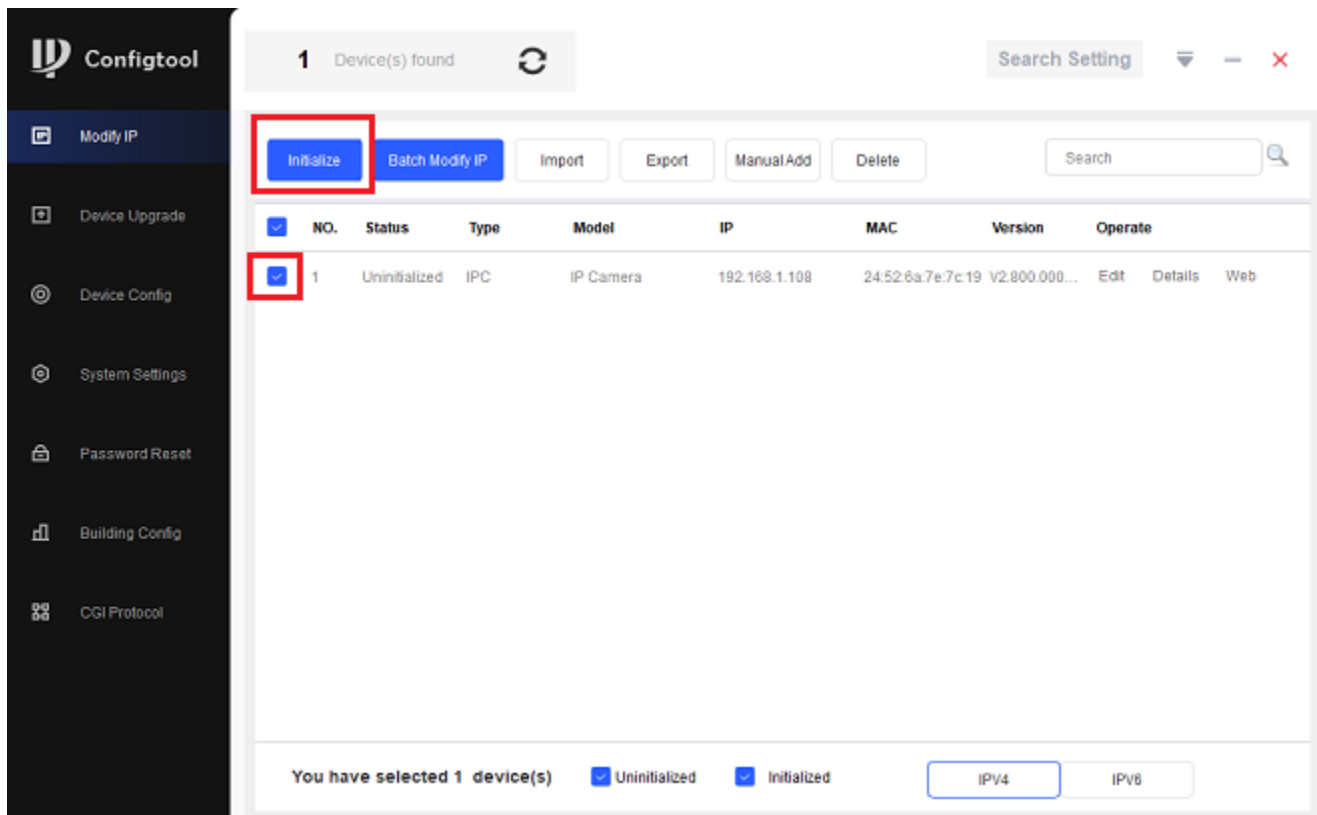 Configtool
1 Device(s) found
Search Setting
Modify IP
Device Upgrade
Device Config
System Settings
Password Reset
Building Config
CGI Protocol
Initialize Batch Modify IP Import Export Manual Add Delete Search
NO. Status Type Model IP MAC Version Operate
1 Uninitialized IPC IP Camera 192.168.1.108 24:52:6a:7e:7c:19 V2.800.000... Edit Details Web
You have selected 1 device(s) Uninitialized Initialized IPV4 IPV6